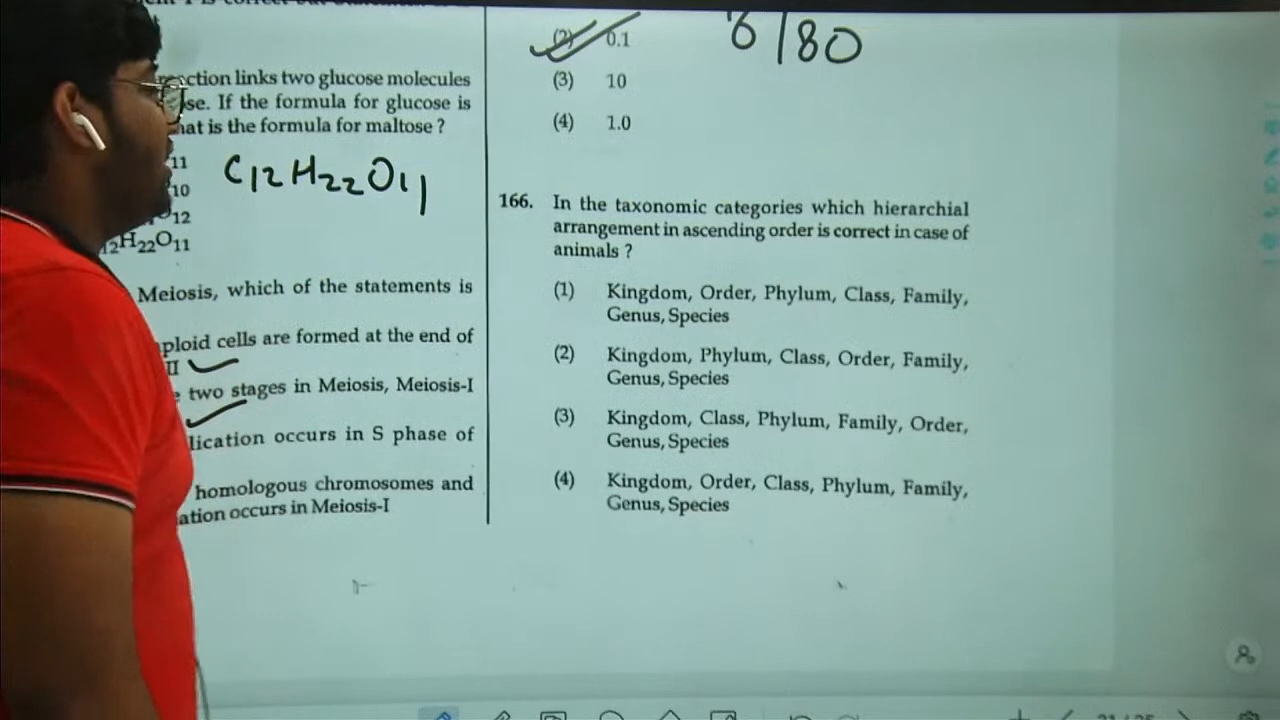 ction links two glucose molecules
se. If the formula for glucose is
hat is the formula for maltose ?
11
10
12
H22O11
C12H22O11
Meiosis, which of the statements is
ploid cells are formed at the end of
II
two stages in Meiosis, Meiosis-I
lication occurs in S phase of
homologous chromosomes and
ation occurs in Meiosis-I
(2) 0.1
(3) 10
(4) 1.0
8/80
166. In the taxonomic categories which hierarchial
arrangement in ascending order is correct in case of
animals ?
(1) Kingdom, Order, Phylum, Class, Family,
Genus, Species
(2) Kingdom, Phylum, Class, Order, Family,
Genus, Species
(3) Kingdom, Class, Phylum, Family, Order,
Genus, Species
(4) Kingdom, Order, Class, Phylum, Family,
Genus, Species